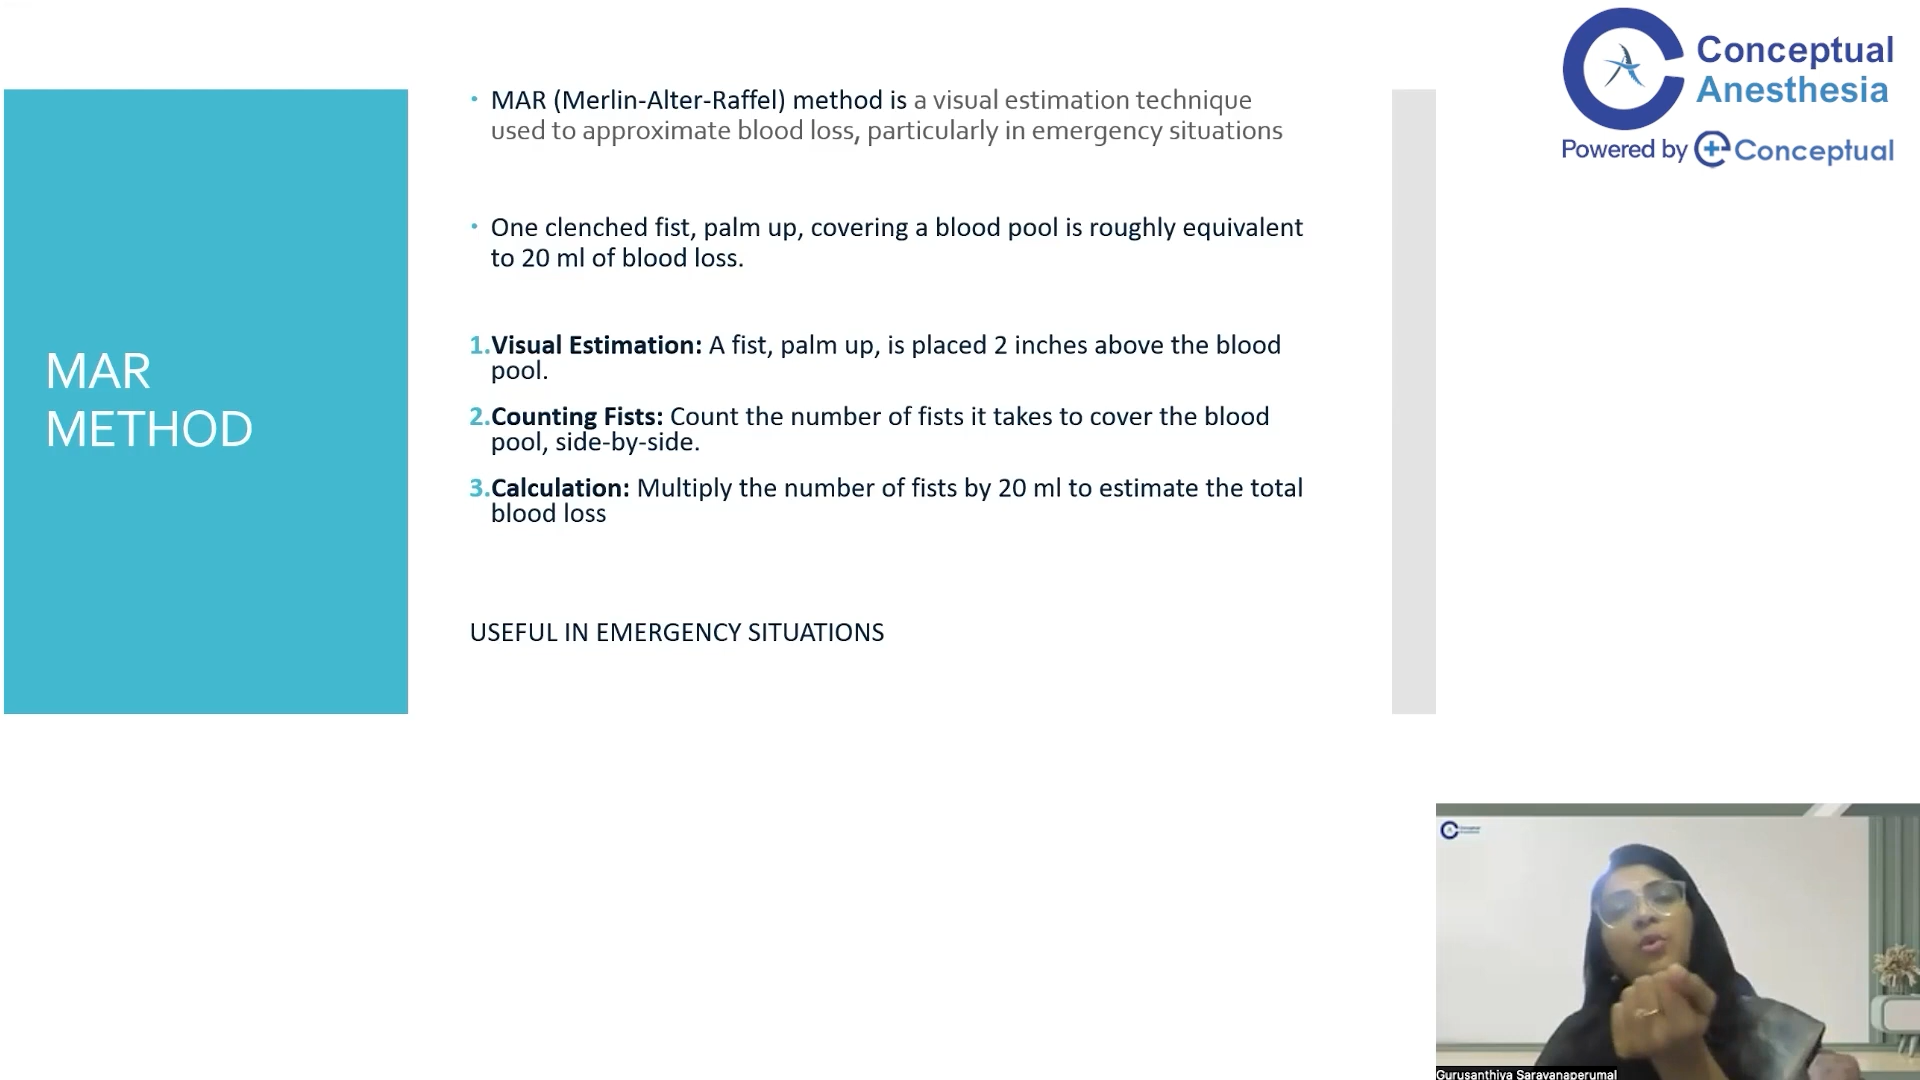 Conceptual
Anesthesia
Powered by Conceptual
MAR
METHOD
• MAR (Merlin-Alter-Raffel) method is a visual estimation technique
used to approximate blood loss, particularly in emergency situations
• One clenched fist, palm up, covering a blood pool is roughly equivalent
to 20 ml of blood loss.
1.Visual Estimation: A fist, palm up, is placed 2 inches above the blood
pool.
2.Counting Fists: Count the number of fists it takes to cover the blood
pool, side-by-side.
3.Calculation: Multiply the number of fists by 20 ml to estimate the total
blood loss
USEFUL IN EMERGENCY SITUATIONS
Gurusanthiya Saravanaperumal